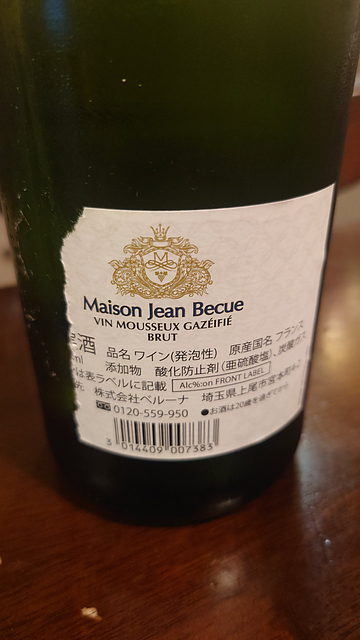 M
Maison Jean Becue
VIN MOUSSEUX GAZÉIFIÉ
BRUT
酒 品名 ワイン(発泡性) 原産国名 フランス
ml 添加物 酸化防止剤(亜硫酸塩)、炭酸ガス
は表ラベルに記載 Alc%:on FRONT LABEL
先 株式会社ベルーナ 埼玉県上尾市宮本町4-2
0120-559-950 ●お酒は20歳を過ぎてから
3 014409 007383